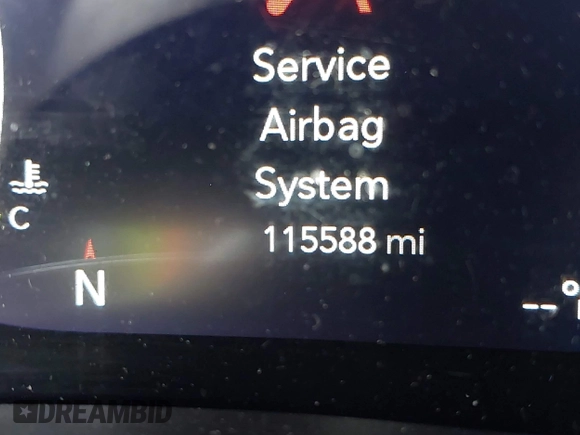 Service
Airbag
System
115588 mi
C
N
--°
DREAMBID